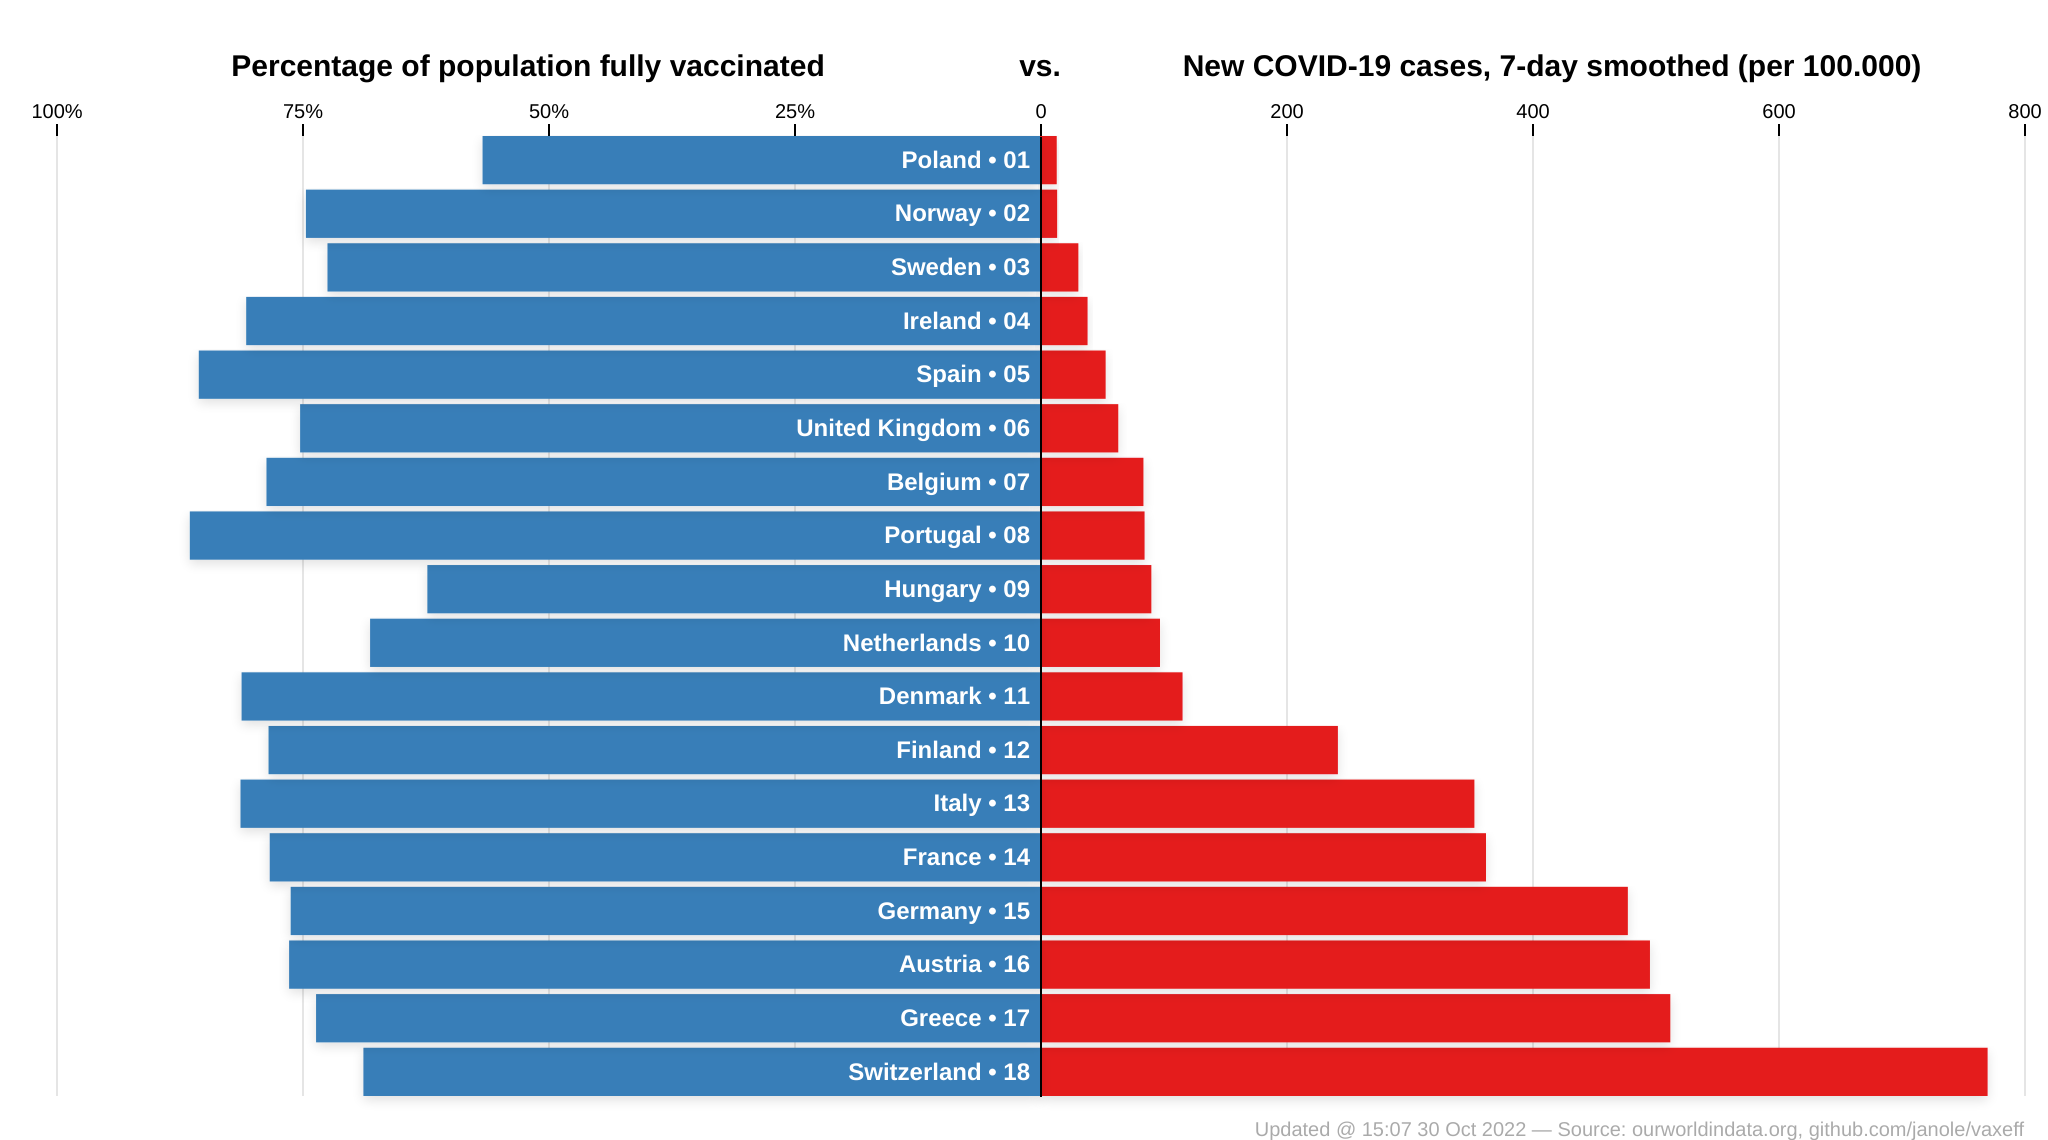 Percentage of population fully vaccinated vs. New COVID-19 cases, 7-day smoothed (per 100.000)
100% 75% 50% 25% 0 200 400 600 800
Poland • 01
Norway • 02
Sweden • 03
Ireland • 04
Spain • 05
United Kingdom • 06
Belgium • 07
Portugal • 08
Hungary • 09
Netherlands • 10
Denmark • 11
Finland • 12
Italy • 13
France • 14
Germany • 15
Austria • 16
Greece • 17
Switzerland • 18
Updated @ 15:07 30 Oct 2022 — Source: ourworldindata.org, github.com/janole/vaxeff